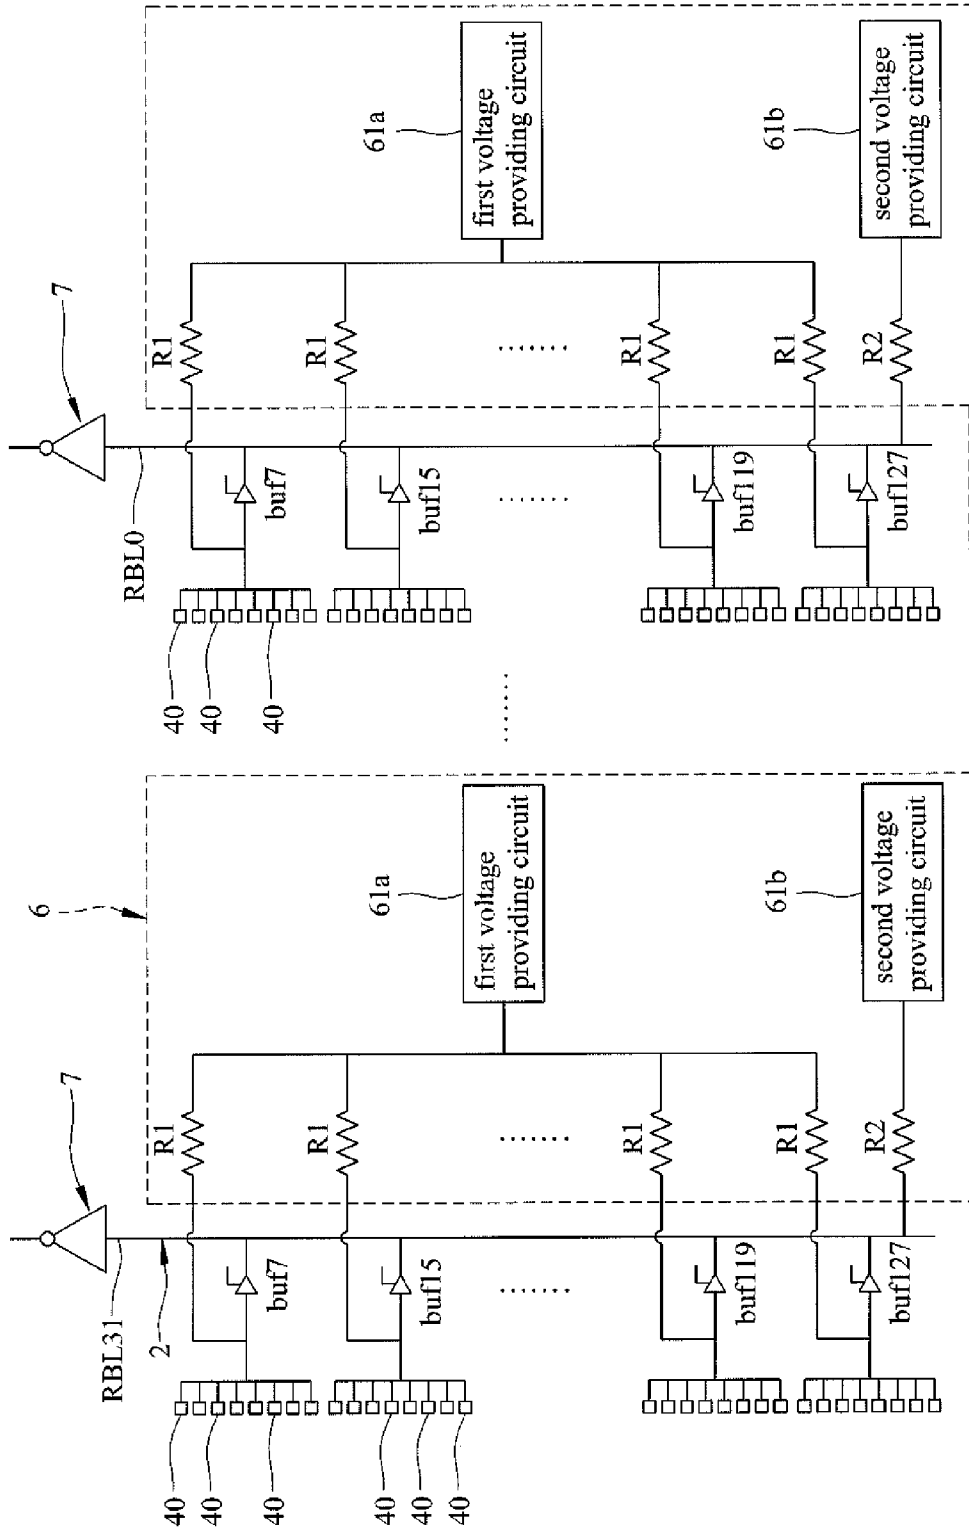 6
7
7
RBL31
RBL0
2
R1
R1
40
40
40
40
40
buf7
40
buf7
R1
R1
40
61a
61a
40
buf15
buf15
40
first voltage
providing circuit
first voltage
providing circuit
.......
.......
.......
.......
.......
R1
R1
buf119
buf119
61b
61b
R1
R1
R2
R2
second voltage
providing circuit
second voltage
providing circuit
buf127
buf127